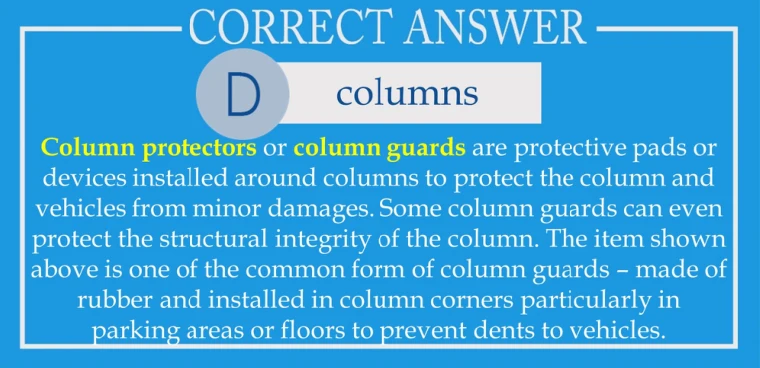 CORRECT ANSWER
D columns
Column protectors or column guards are protective pads or
devices installed around columns to protect the column and
vehicles from minor damages. Some column guards can even
protect the structural integrity of the column. The item shown
above is one of the common form of column guards – made of
rubber and installed in column corners particularly in
parking areas or floors to prevent dents to vehicles.